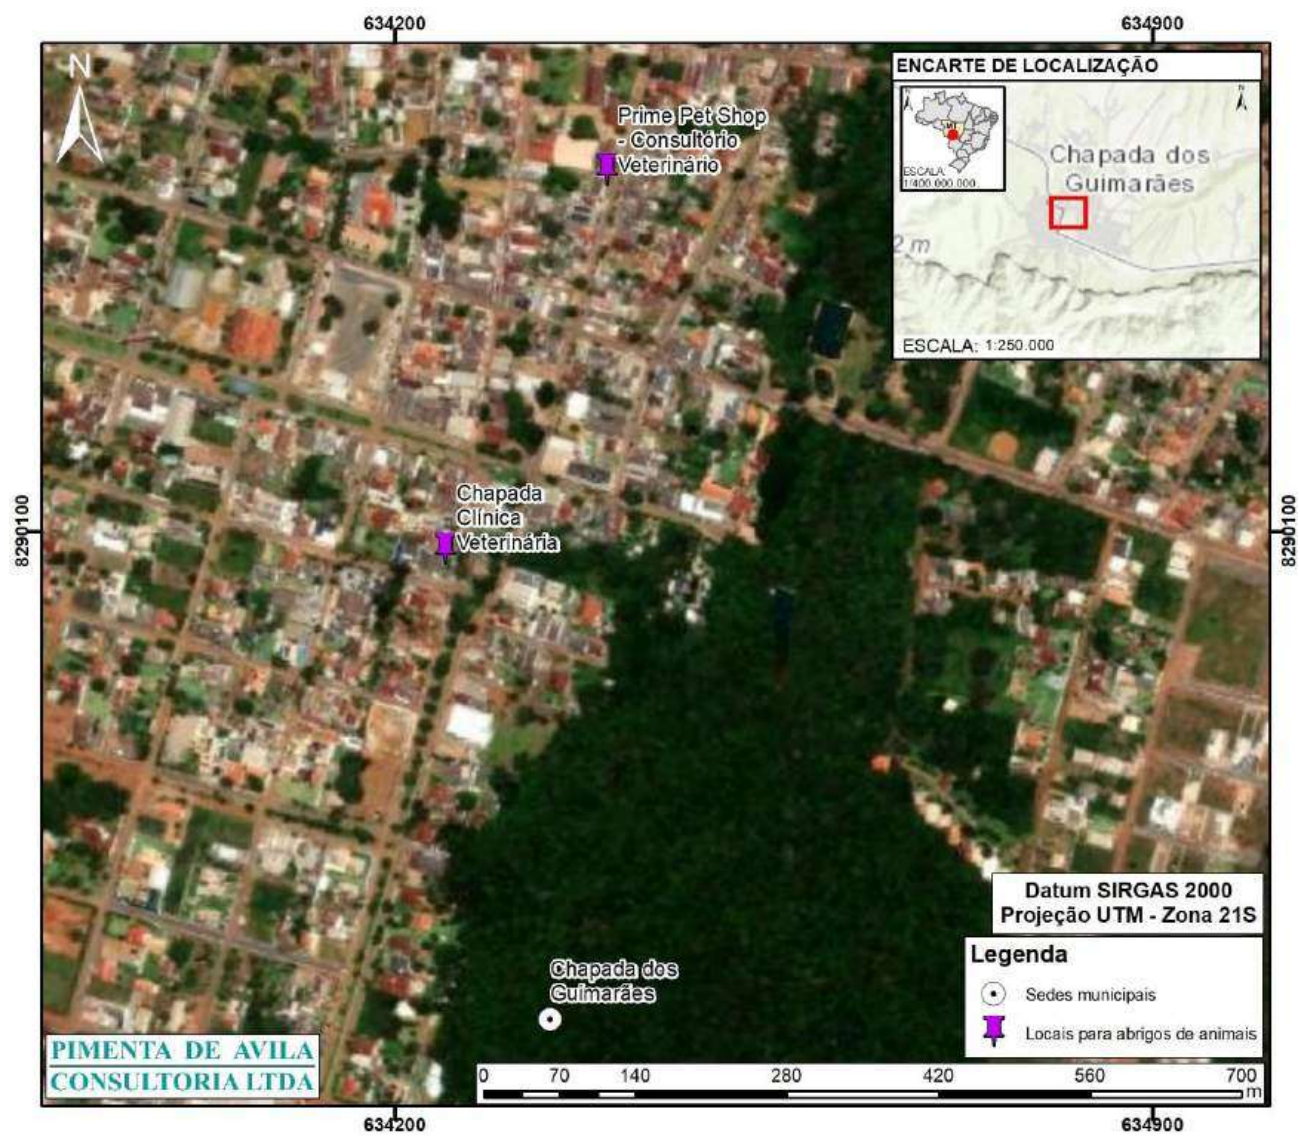 634200
634900
N
ENCARTE DE LOCALIZAÇÃO
N
N
MT
ESCALA:
1:400.000.000
Chapada dos
Guimarães
2 m
ESCALA: 1:250.000
Prime Pet Shop
- Consultório
Veterinário
8290100
8290100
Chapada
Clínica
Veterinária
Datum SIRGAS 2000
Projeção UTM - Zona 21S
Legenda
Sedes municipais
Locais para abrigos de animais
Chapada dos
Guimarães
PIMENTA DE AVILA
CONSULTORIA LTDA
0 70 140 280 420 560 700
m
634200
634900